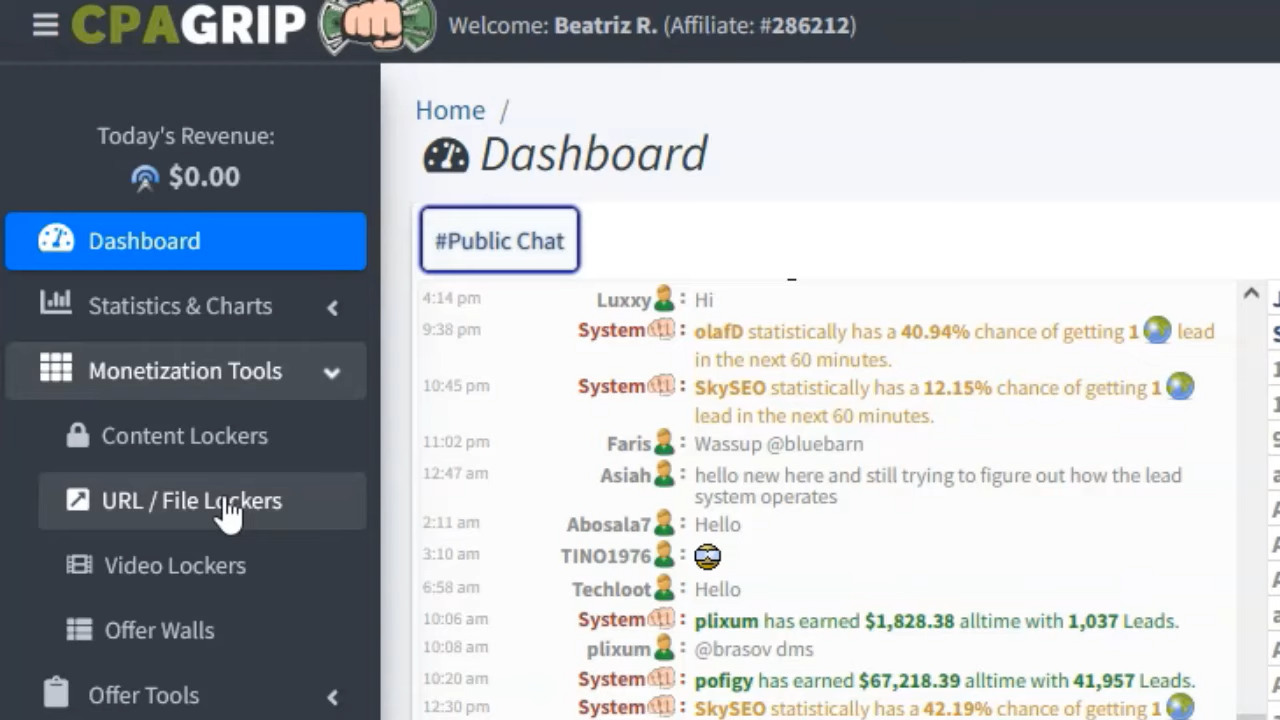 CPAGRIP
Welcome: Beatriz R. (Affiliate: #286212)
Today's Revenue:
$0.00
Dashboard
Statistics & Charts
Monetization Tools
Content Lockers
URL / File Lockers
Video Lockers
Offer Walls
Offer Tools
Home /
Dashboard
#Public Chat
4:14 pm Luxxy : Hi
9:38 pm System : olafD statistically has a 40.94% chance of getting 1 lead
in the next 60 minutes.
10:45 pm System : SkySEO statistically has a 12.15% chance of getting 1
lead in the next 60 minutes.
11:02 pm Faris : Wassup @bluebarn
12:47 am Asiah : hello new here and still trying to figure out how the lead
system operates
2:11 am Abosala7 : Hello
3:10 am TINO1976 :
6:58 am Techloot : Hello
10:06 am System : plixum has earned $1,828.38 alltime with 1,037 Leads.
10:08 am plixum : @brasov dms
10:20 am System : pofigy has earned $67,218.39 alltime with 41,957 Leads.
12:30 pm System : SkySEO statistically has a 42.19% chance of getting 1